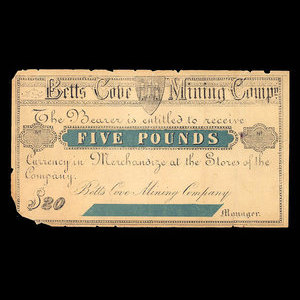 Betts Cove Mining Compy
The Bearer is entitled to receive
FIVE POUNDS
Currency in Merchandize at the Stores of the
Company.
Betts Cove Mining Company
$20
Manager.